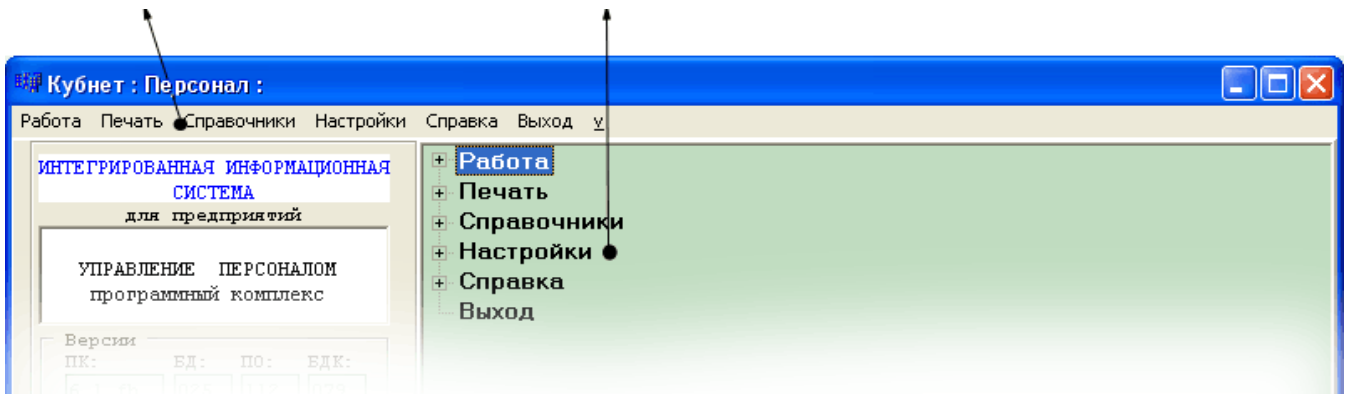 Кубнет : Персонал :
Работа Печать Справочники Настройки Справка Выход v
ИНТЕГРИРОВАННАЯ ИНФОРМАЦИОННАЯ
СИСТЕМА
для предприятий
УПРАВЛЕНИЕ ПЕРСОНАЛОМ
программный комплекс
Версии
ПК: БД: ПО: БДК:
Работа
Печать
Справочники
Настройки
Справка
Выход